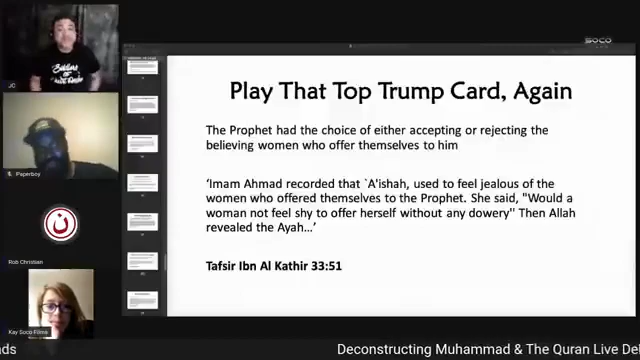 SOCO
SOLDIERS
OF
JC
Play That Top Trump Card, Again
The Prophet had the choice of either accepting or rejecting the
believing women who offer themselves to him
Paperboy
‘Imam Ahmad recorded that `A'ishah, used to feel jealous of the
women who offered themselves to the Prophet. She said, "Would a
woman not feel shy to offer herself without any dowery" Then Allah
revealed the Ayah...’
ن
Rob Christian
Tafsir Ibn Al Kathir 33:51
Kay Soco Films
ads
Deconstructing Muhammad & The Quran Live De